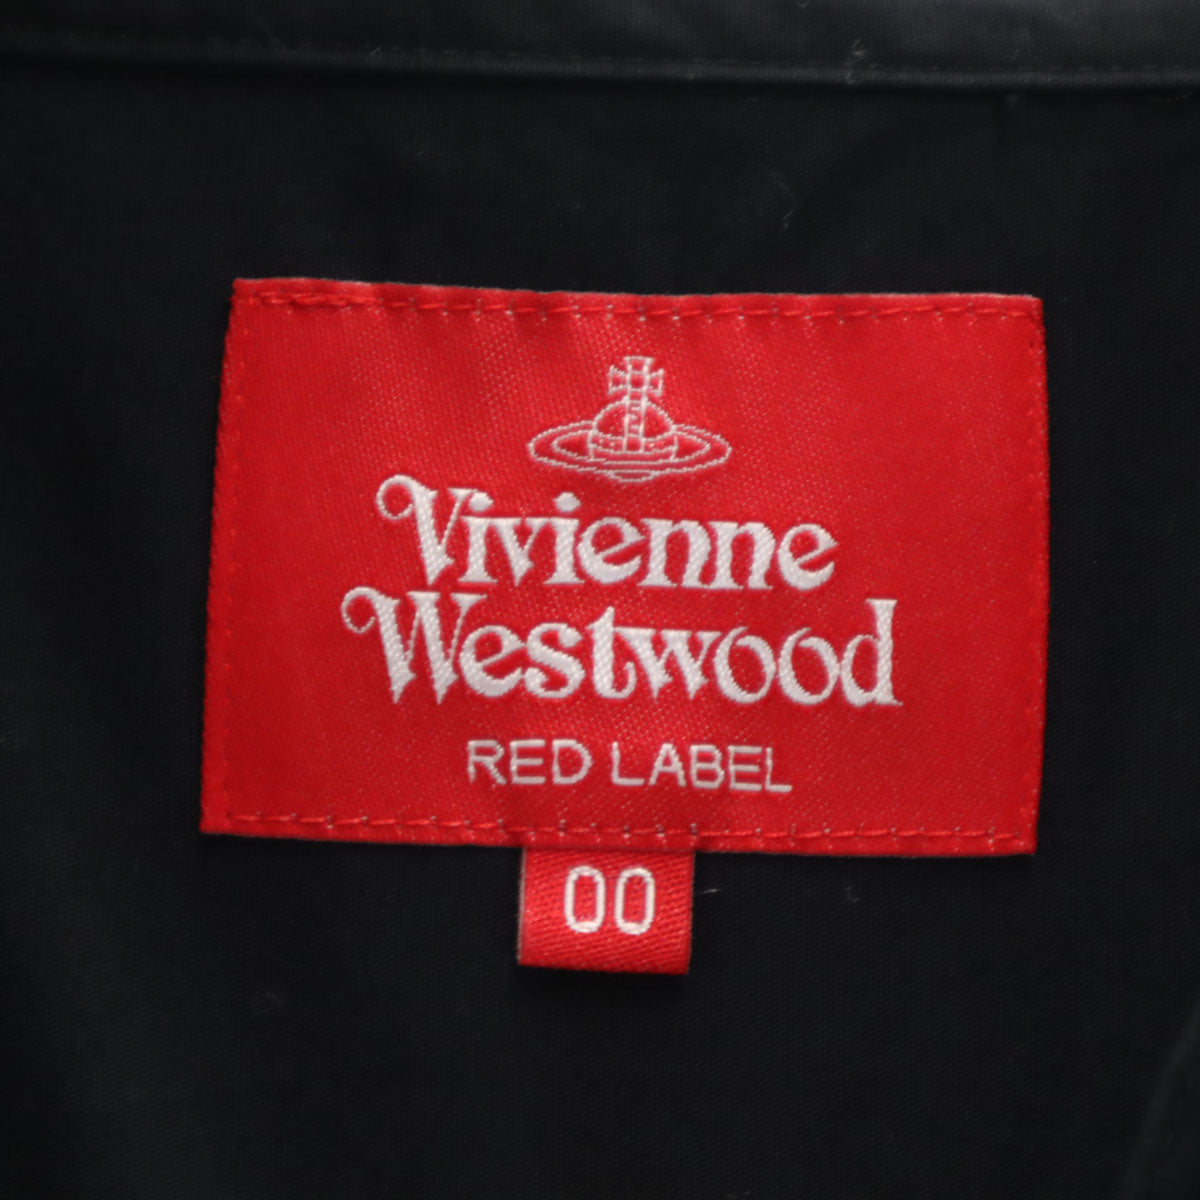 Vivienne
Westwood
RED LABEL
00